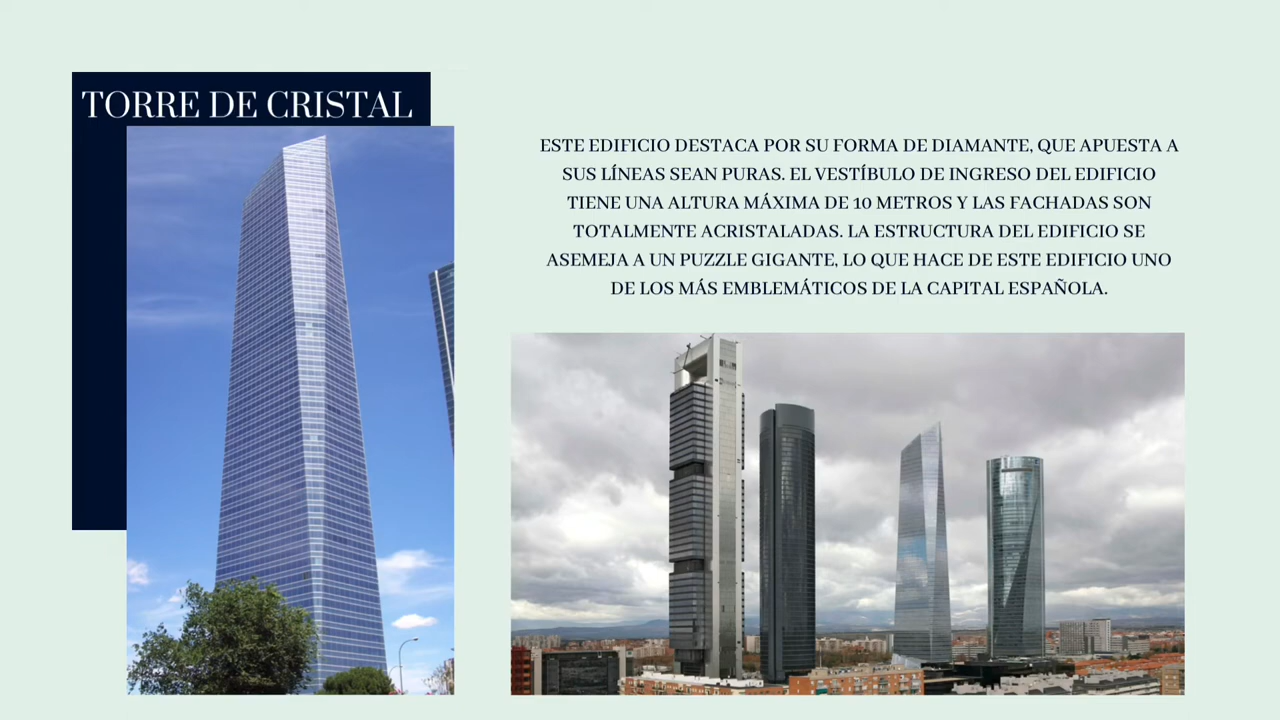 TORRE DE CRISTAL
ESTE EDIFICIO DESTACA POR SU FORMA DE DIAMANTE, QUE APUESTA A
SUS LÍNEAS SEAN PURAS. EL VESTÍBULO DE INGRESO DEL EDIFICIO
TIENE UNA ALTURA MÁXIMA DE 10 METROS Y LAS FACHADAS SON
TOTALMENTE ACRISTALADAS. LA ESTRUCTURA DEL EDIFICIO SE
ASEMEJA A UN PUZZLE GIGANTE, LO QUE HACE DE ESTE EDIFICIO UNO
DE LOS MÁS EMBLEMÁTICOS DE LA CAPITAL ESPAÑOLA.